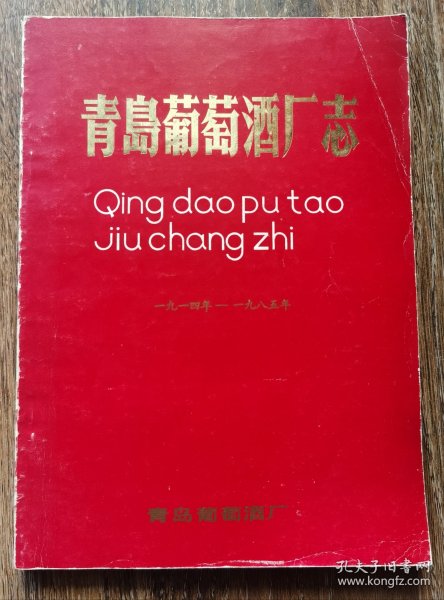 青島葡萄酒厂志
Qing dao pu tao
jiu chang zhi
一九一四年—一九八五年
青岛葡萄酒厂
孔夫子旧书网
www.kongfz.com